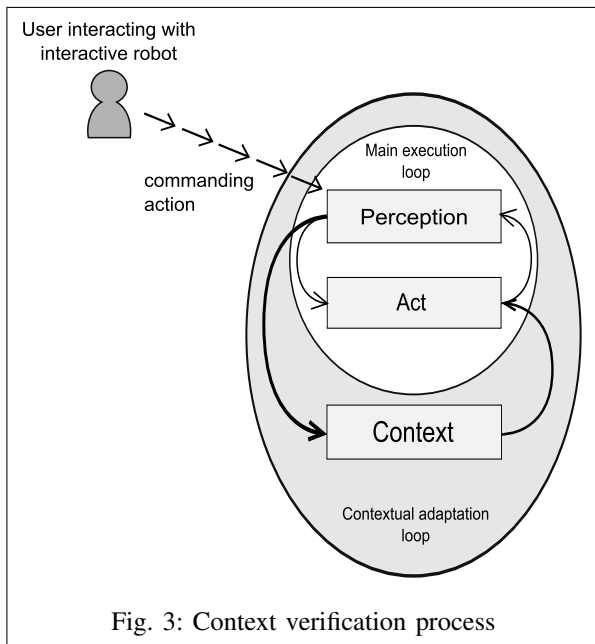 User interacting with
interactive robot
commanding
action
Main execution
loop
Perception
Act
Context
Contextual adaptation
loop
Fig. 3: Context verification process